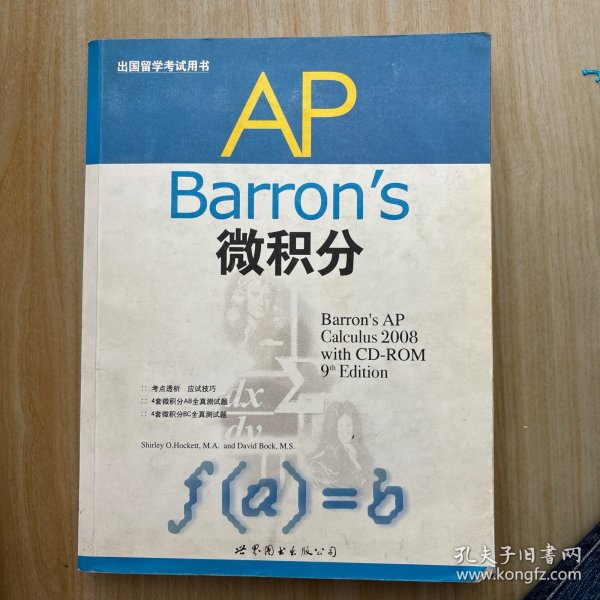 出国留学考试用书
AP
Barron's
微积分
Barron's AP
Calculus 2008
with CD-ROM
9th Edition
:: 考点透析 应试技巧
:: 4套微积分AB全真测试题
:: 4套微积分BC全真测试题
dx
dy
Σ
Shirley O.Hockett, M.A. and David Bock, M.S.
f(a)=b
世界图书出版公司
孔夫子旧书网
www.kongfz.com